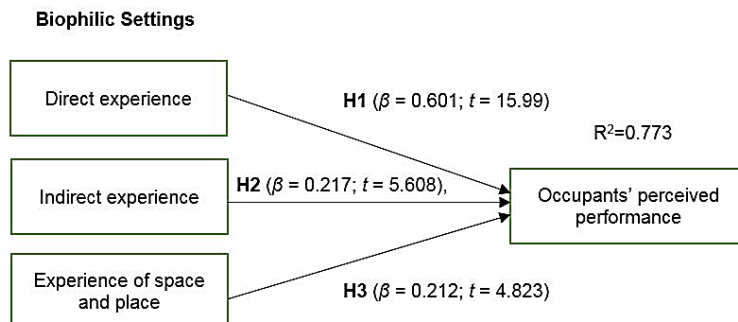 Biophilic Settings
Direct experience
H1 (β = 0.601; t = 15.99)
R²=0.773
Indirect experience
H2 (β = 0.217; t = 5.608),
Occupants' perceived
performance
Experience of space
and place
H3 (β = 0.212; t = 4.823)